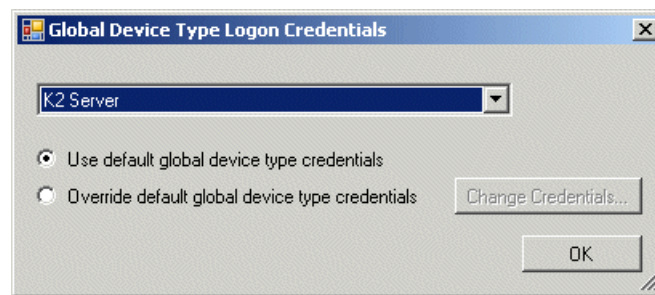 Global Device Type Logon Credentials
K2 Server
Use default global device type credentials
Override default global device type credentials
Change Credentials...
OK